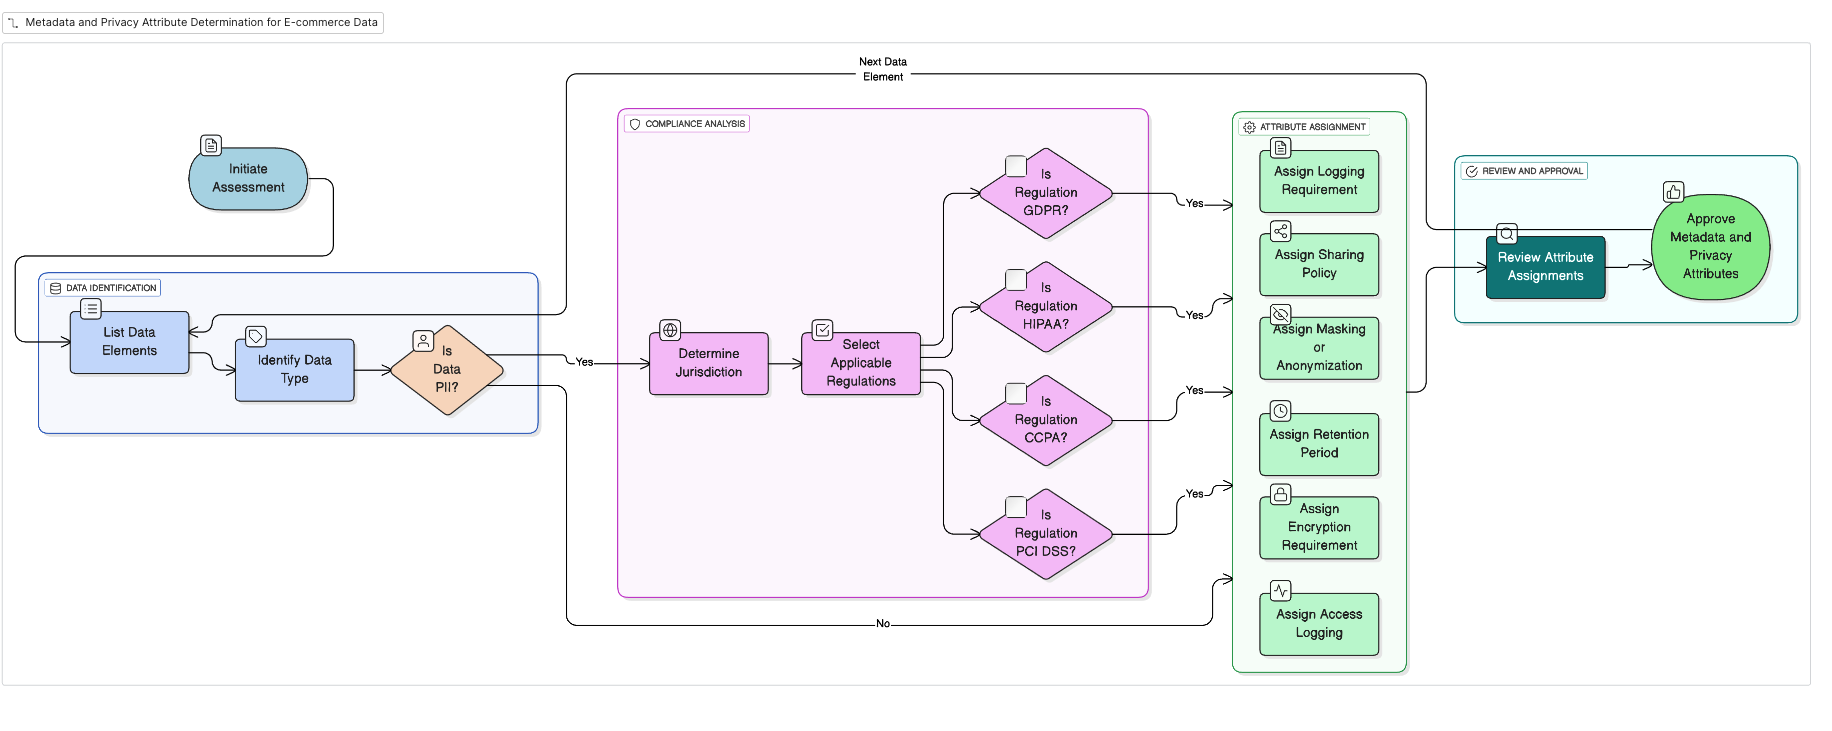 Metadata and Privacy Attribute Determination for E-commerce Data
Next Data
Element
Initiate
Assessment
DATA IDENTIFICATION
List Data
Elements
Identify Data
Type
Is
Data
PII?
Yes
No
COMPLIANCE ANALYSIS
Determine
Jurisdiction
Select
Applicable
Regulations
Is
Regulation
GDPR?
Yes
Is
Regulation
HIPAA?
Yes
Is
Regulation
CCPA?
Yes
Is
Regulation
PCI DSS?
Yes
ATTRIBUTE ASSIGNMENT
Assign Logging
Requirement
Assign Sharing
Policy
Assign Masking
or
Anonymization
Assign Retention
Period
Assign
Encryption
Requirement
Assign Access
Logging
REVIEW AND APPROVAL
Review Attribute
Assignments
Approve
Metadata and
Privacy
Attributes